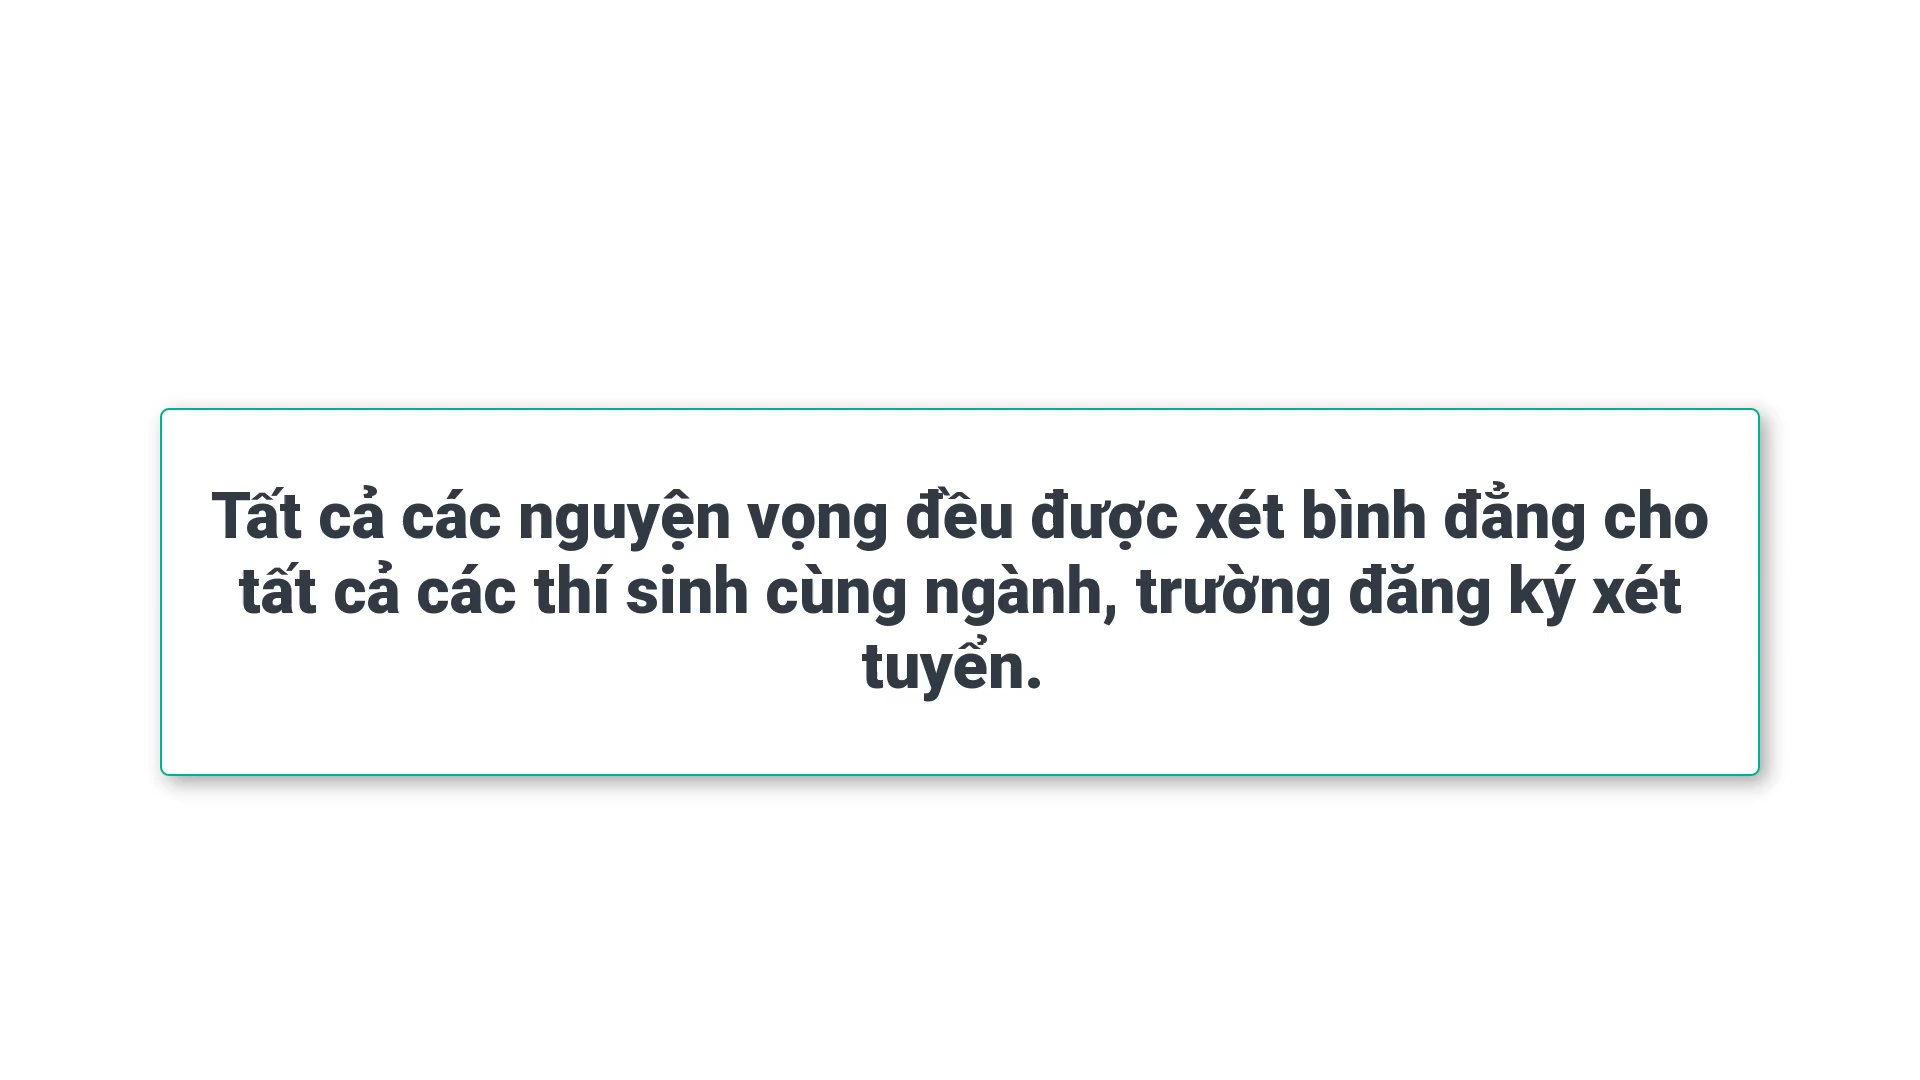 Tất cả các nguyện vọng đều được xét bình đẳng cho
tất cả các thí sinh cùng ngành, trường đăng ký xét
tuyển.